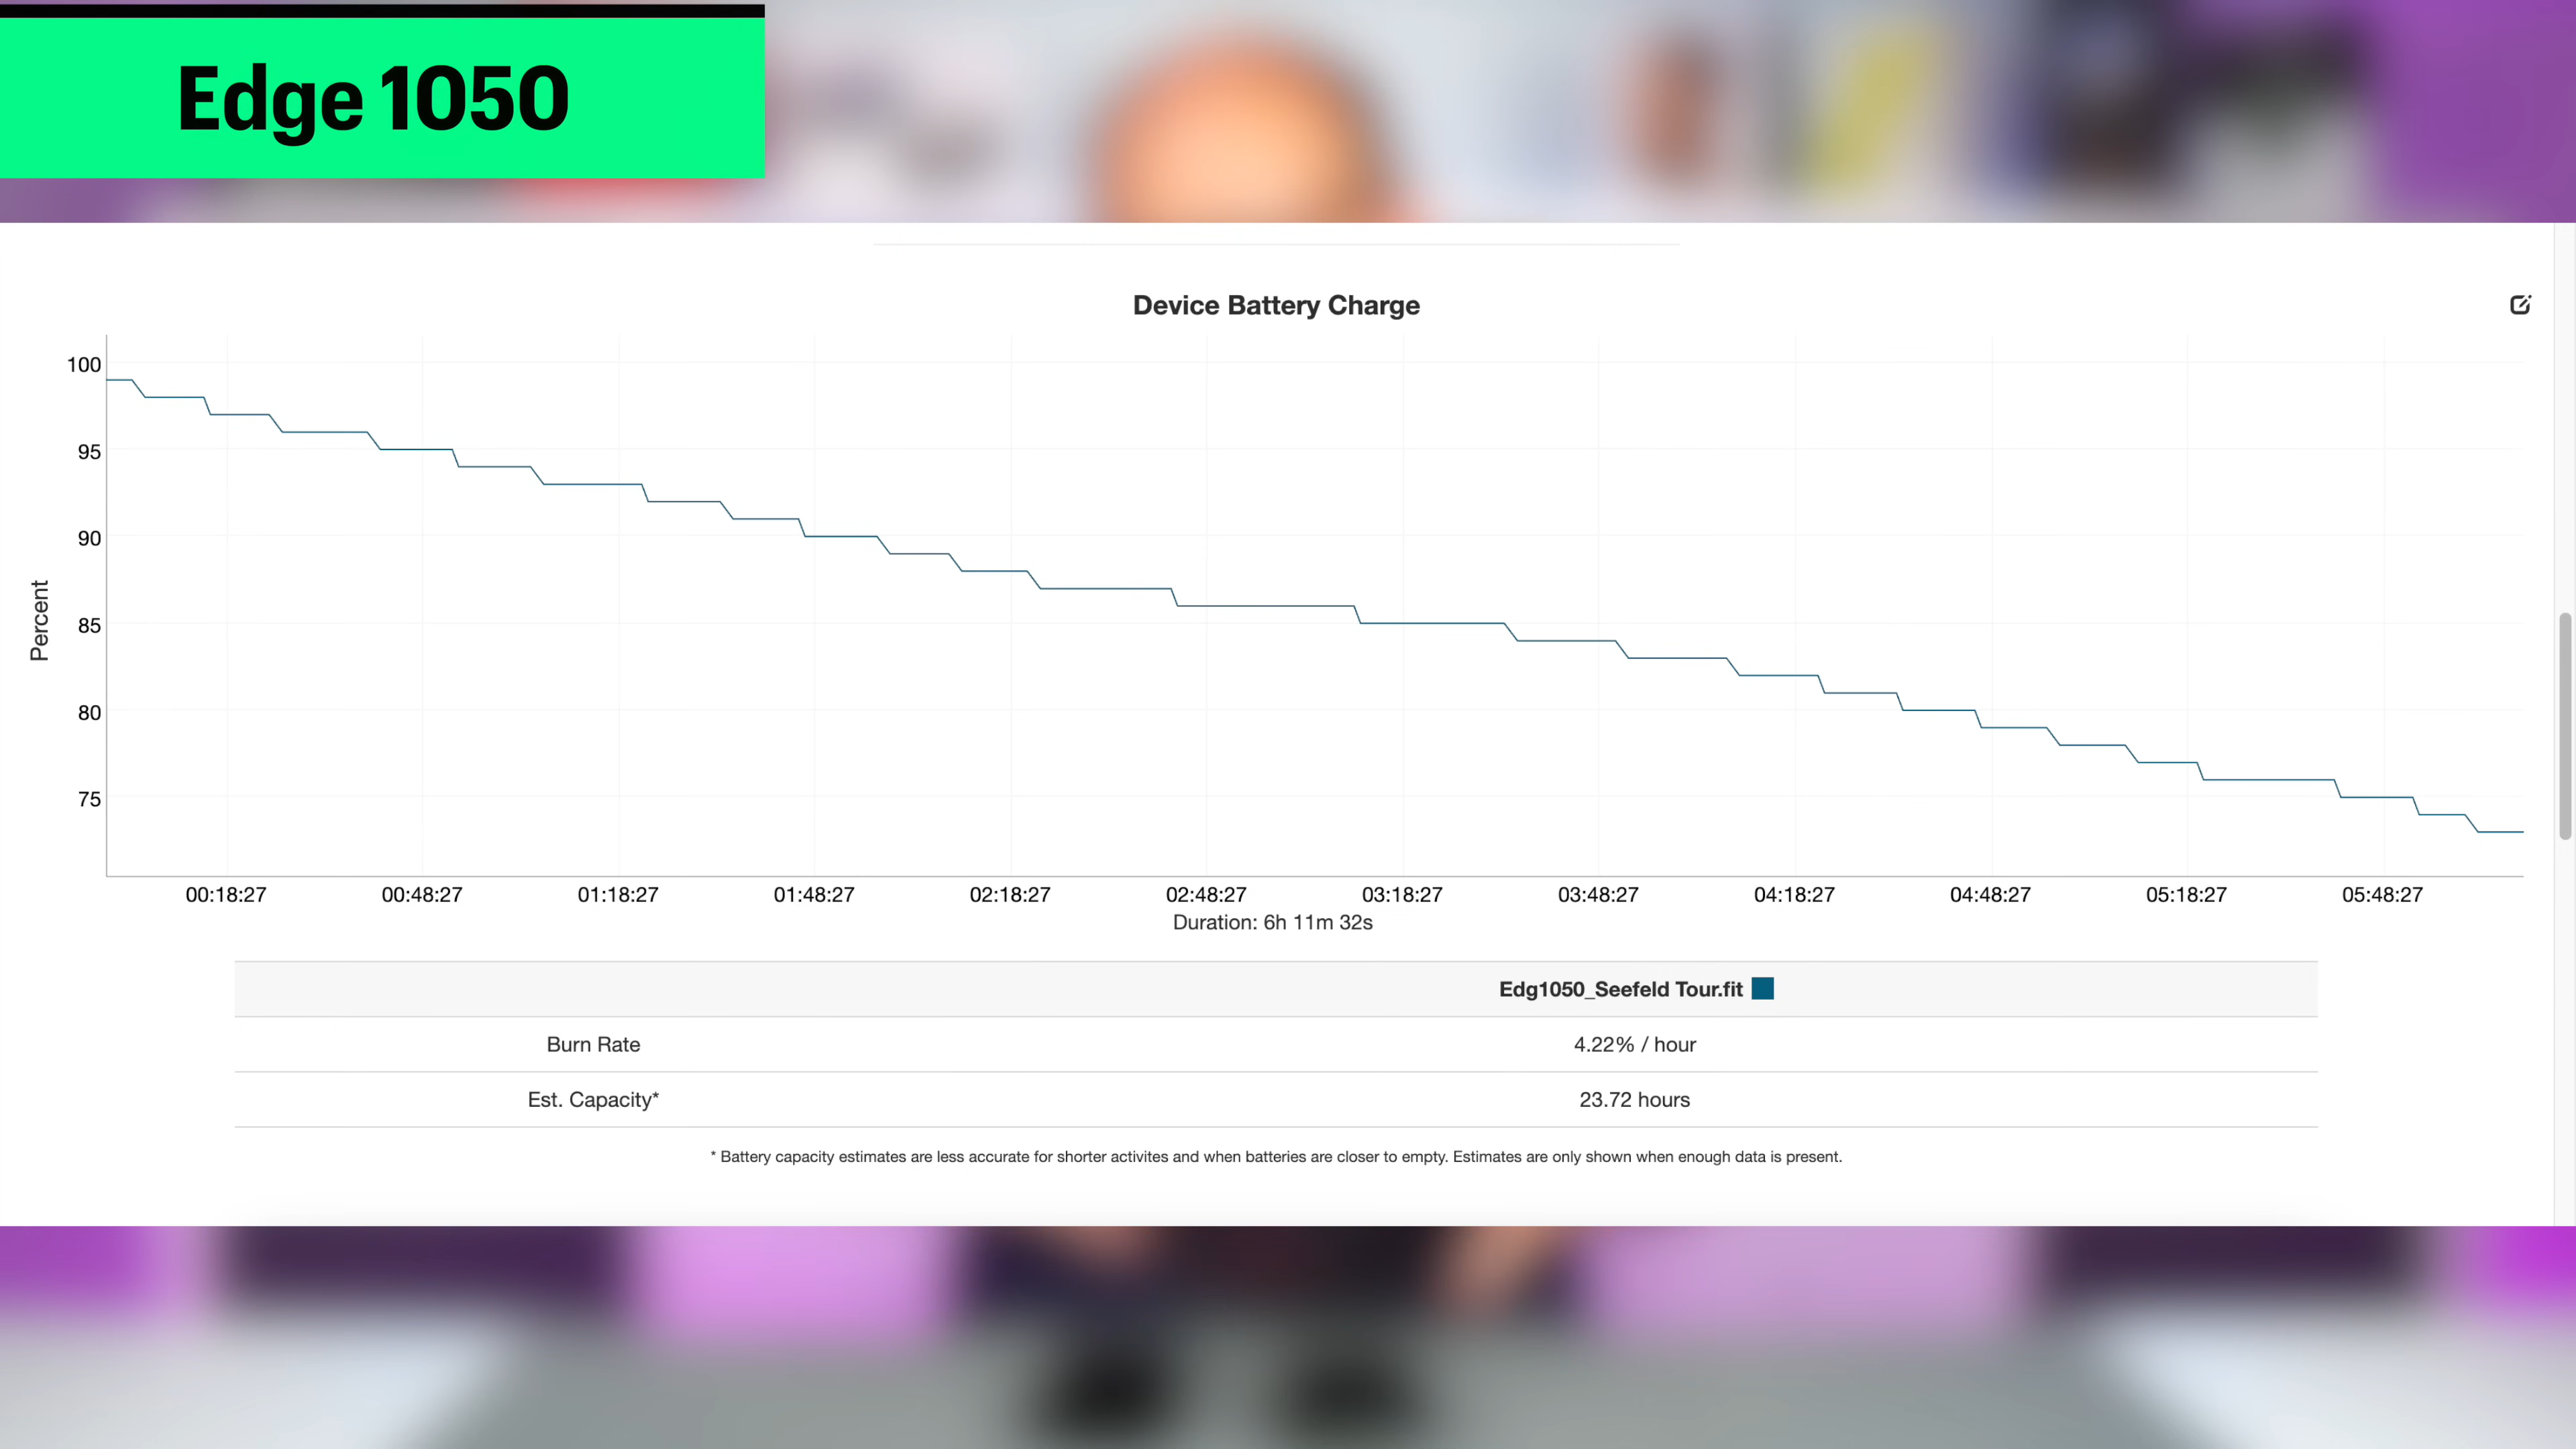 Edge 1050
Device Battery Charge
100
95
90
85
80
75
Percent
00:18:27 00:48:27 01:18:27 01:48:27 02:18:27 02:48:27 03:18:27 03:48:27 04:18:27 04:48:27 05:18:27 05:48:27
Duration: 6h 11m 32s
Edg1050_Seefeld Tour.fit
Burn Rate 4.22% / hour
Est. Capacity* 23.72 hours
* Battery capacity estimates are less accurate for shorter activites and when batteries are closer to empty. Estimates are only shown when enough data is present.